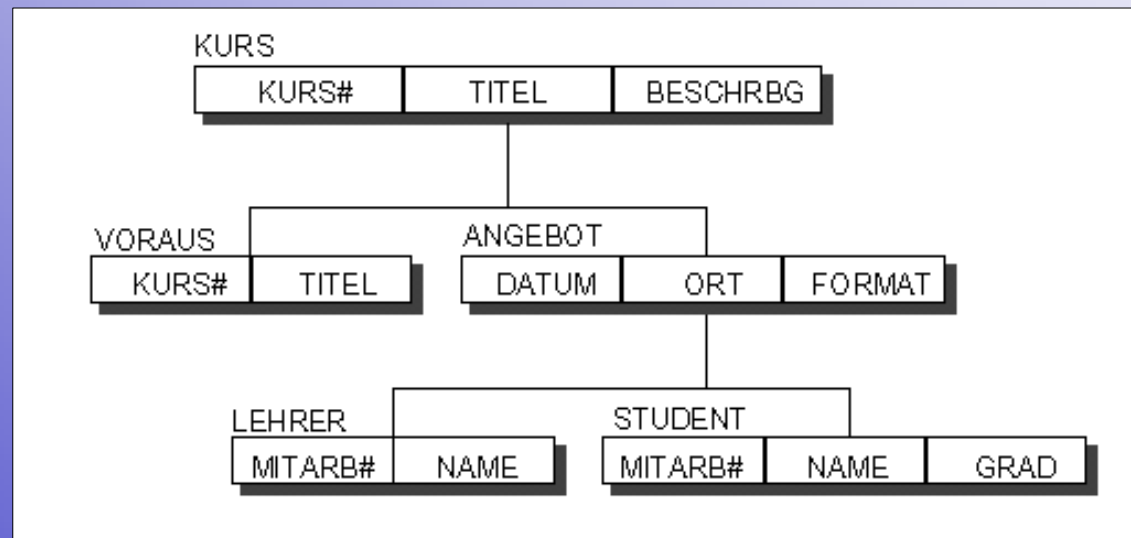 KURS
KURS# TITEL BESCHRBG
VORAUS
KURS# TITEL
ANGEBOT
DATUM ORT FORMAT
LEHRER
MITARB# NAME
STUDENT
MITARB# NAME GRAD